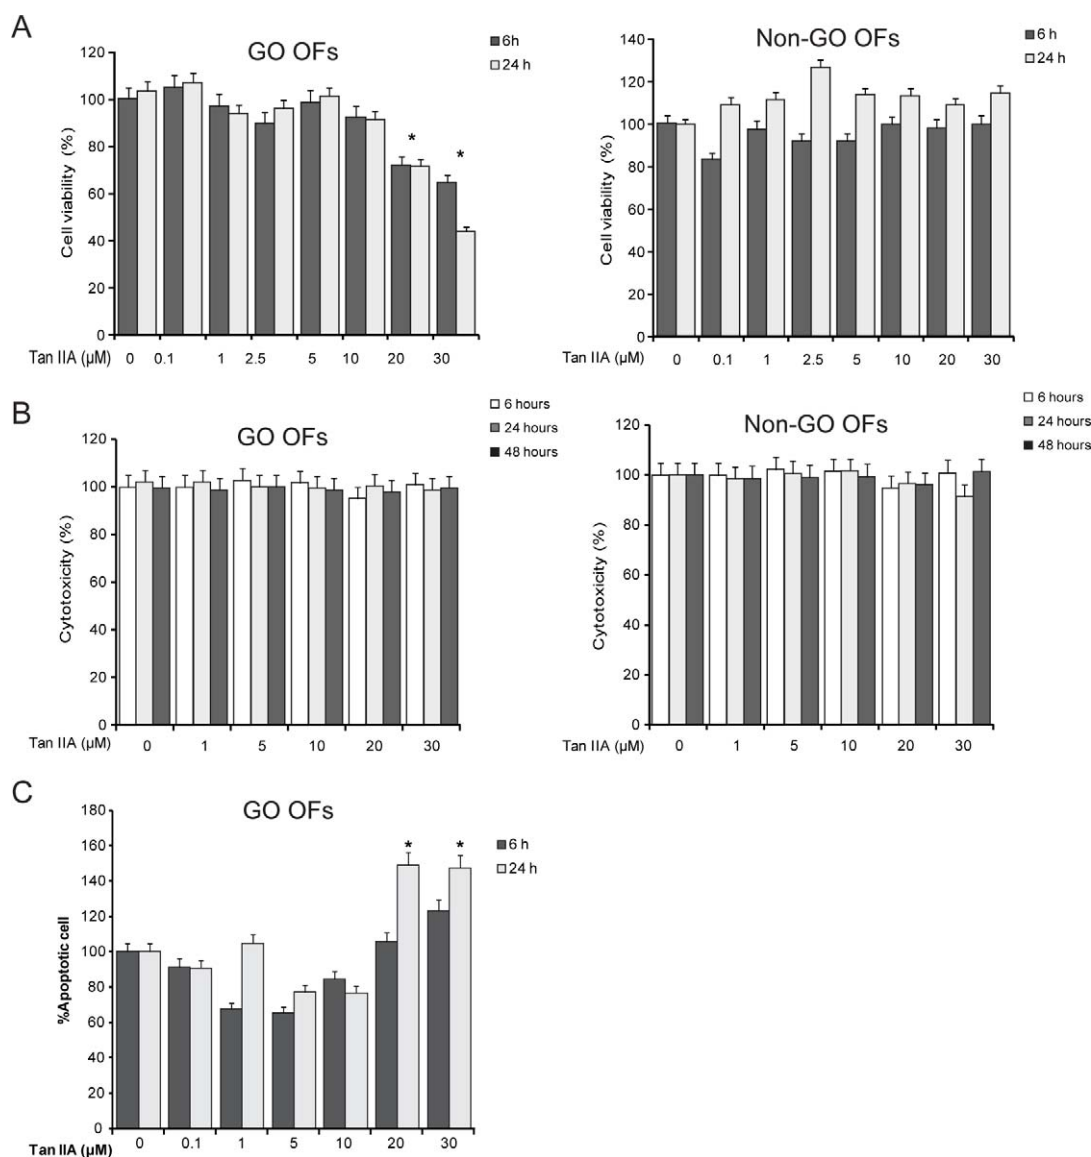 A
GO OFs
6h
24 h
Cell viability (%)
120
100
80
60
40
20
0
* *
Tan IIA (µM) 0 0.1 1 2.5 5 10 20 30
Non-GO OFs
6 h
24 h
Cell viability (%)
140
120
100
80
60
40
20
0
Tan IIA (µM) 0 0.1 1 2.5 5 10 20 30
B
GO OFs
6 hours
24 hours
48 hours
Cytotoxicity (%)
120
100
80
60
40
20
0
Tan IIA (µM) 0 1 5 10 20 30
Non-GO OFs
6 hours
24 hours
48 hours
Cytotoxicity (%)
120
100
80
60
40
20
0
Tan IIA (µM) 0 1 5 10 20 30
C
GO OFs
6 h
24 h
%Apoptotic cell
180
160
140
120
100
80
60
40
20
0
* *
Tan IIA (µM) 0 0.1 1 5 10 20 30